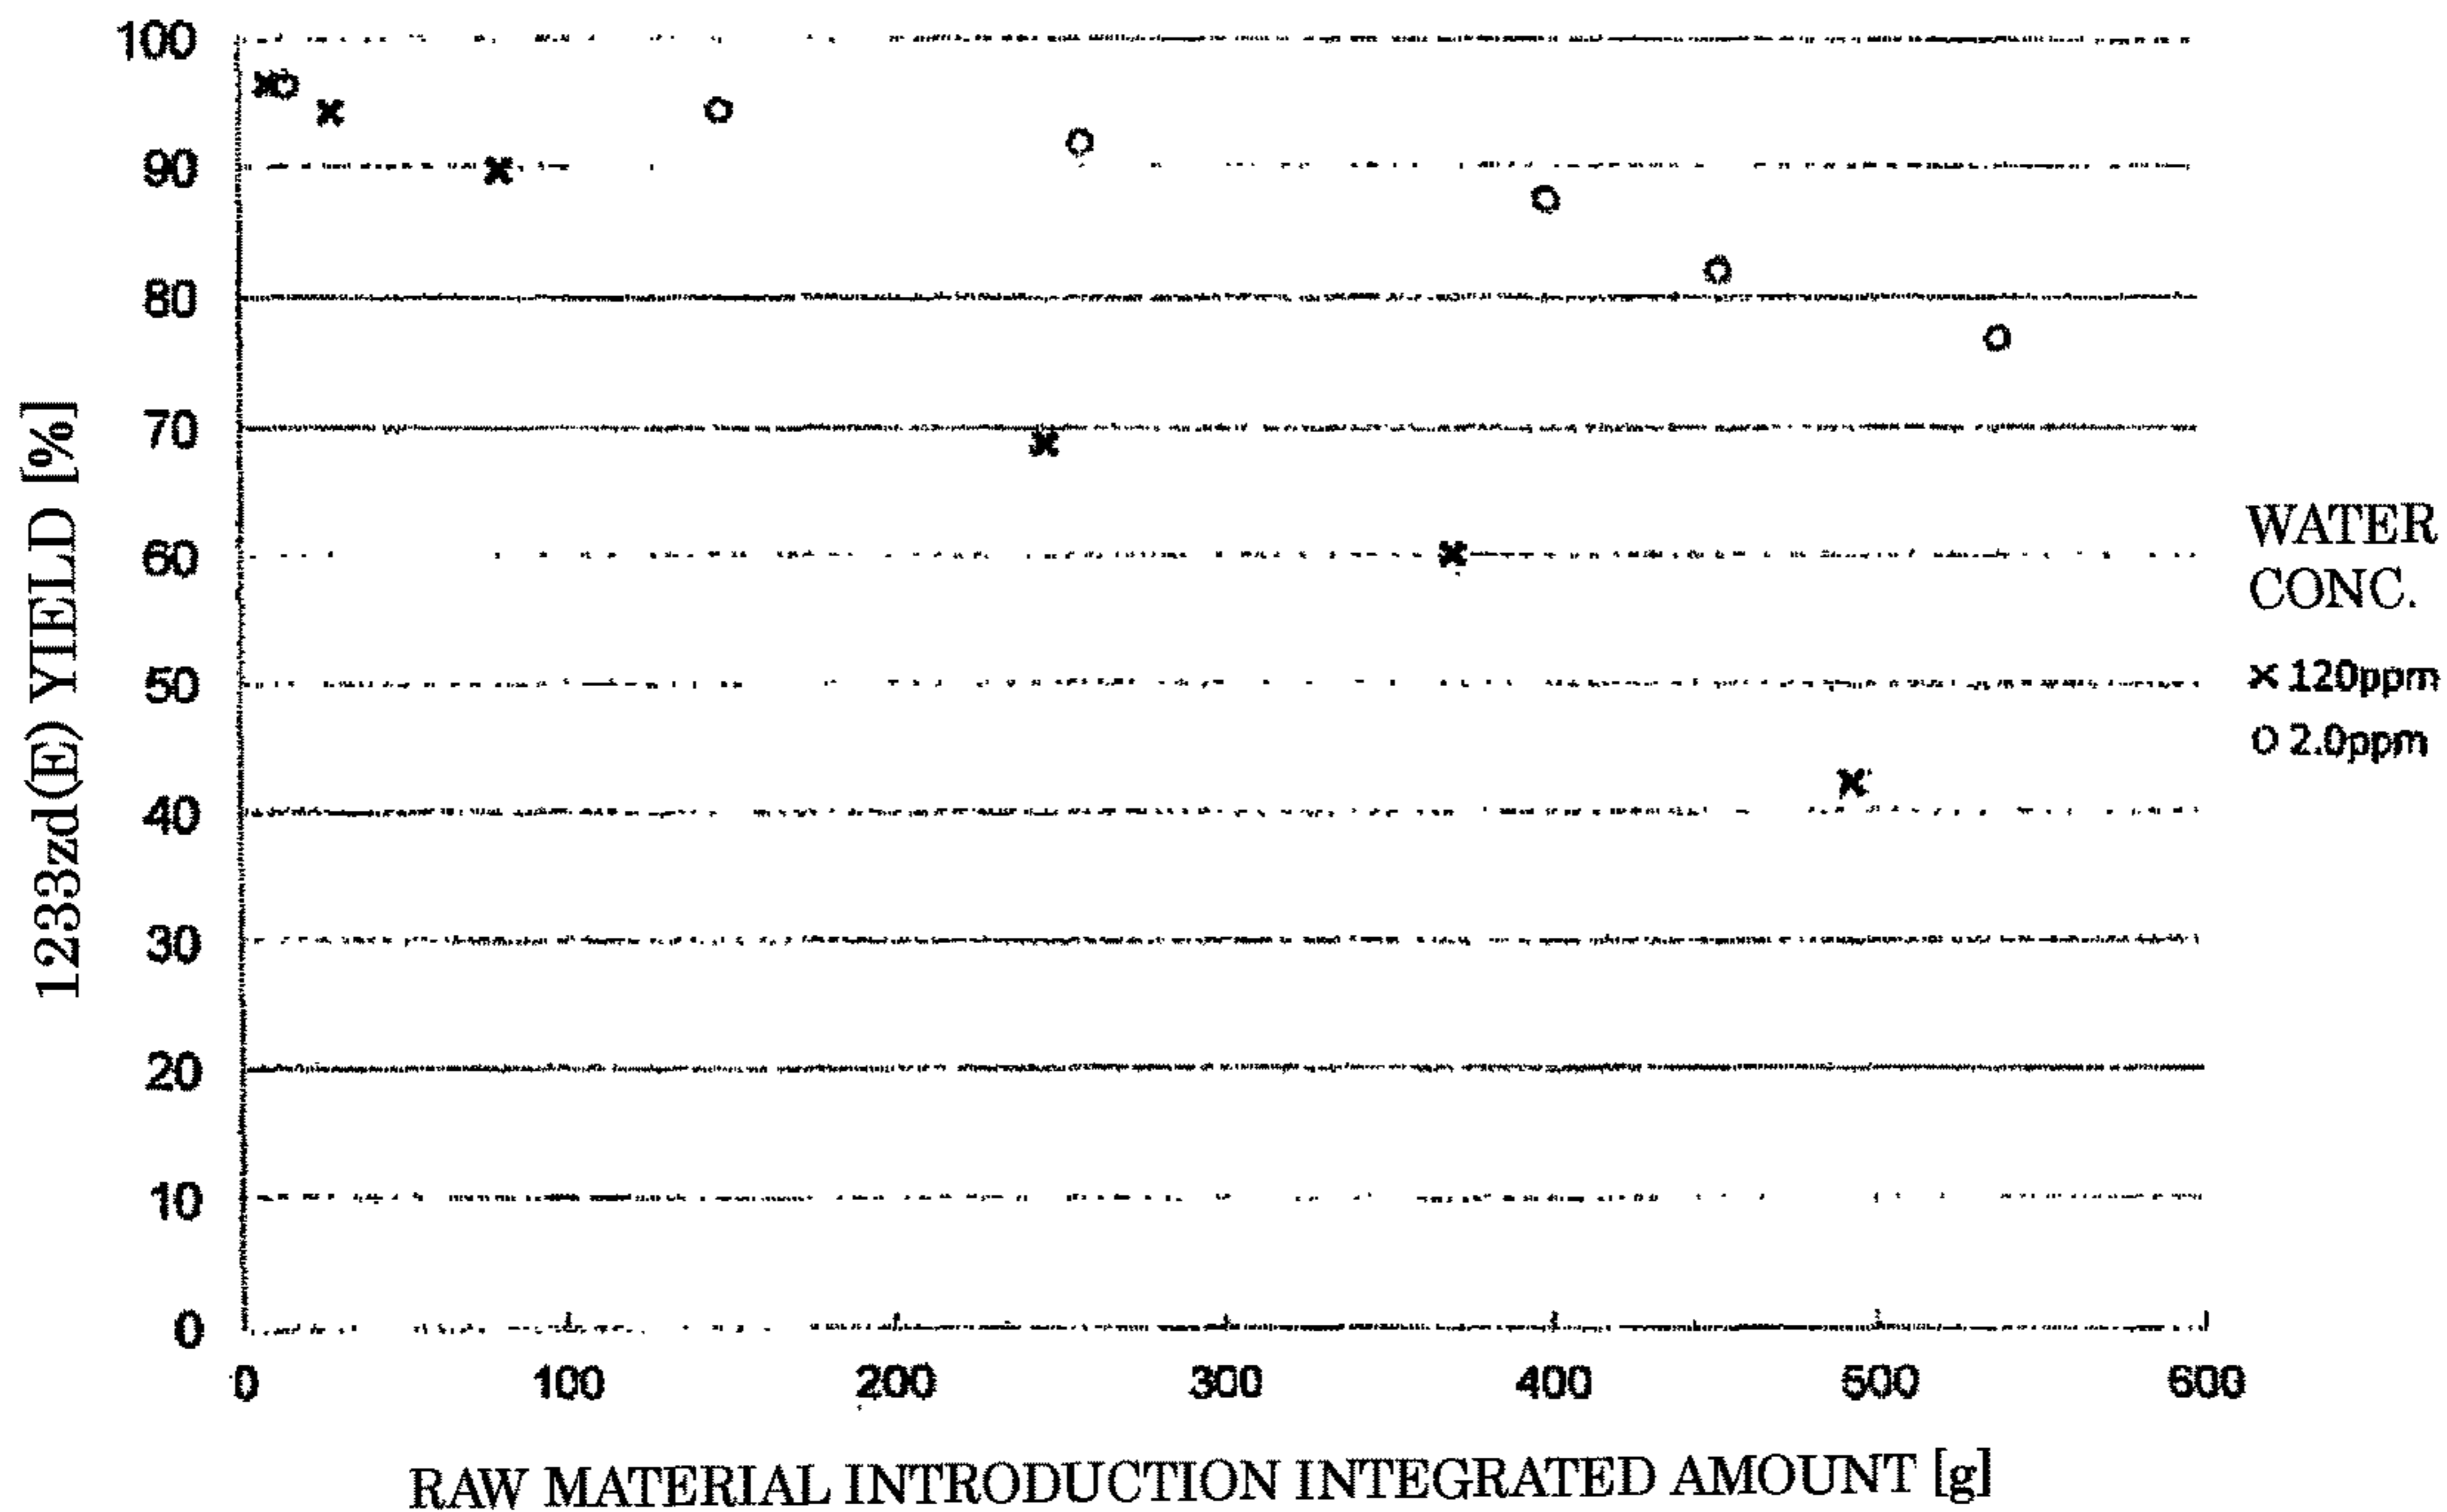 100
90
80
70
60
50
40
30
20
10
0
0 100 200 300 400 500 600
1233zd(E) YIELD [%]
RAW MATERIAL INTRODUCTION INTEGRATED AMOUNT [g]
WATER
CONC.
× 120ppm
○ 2.0ppm